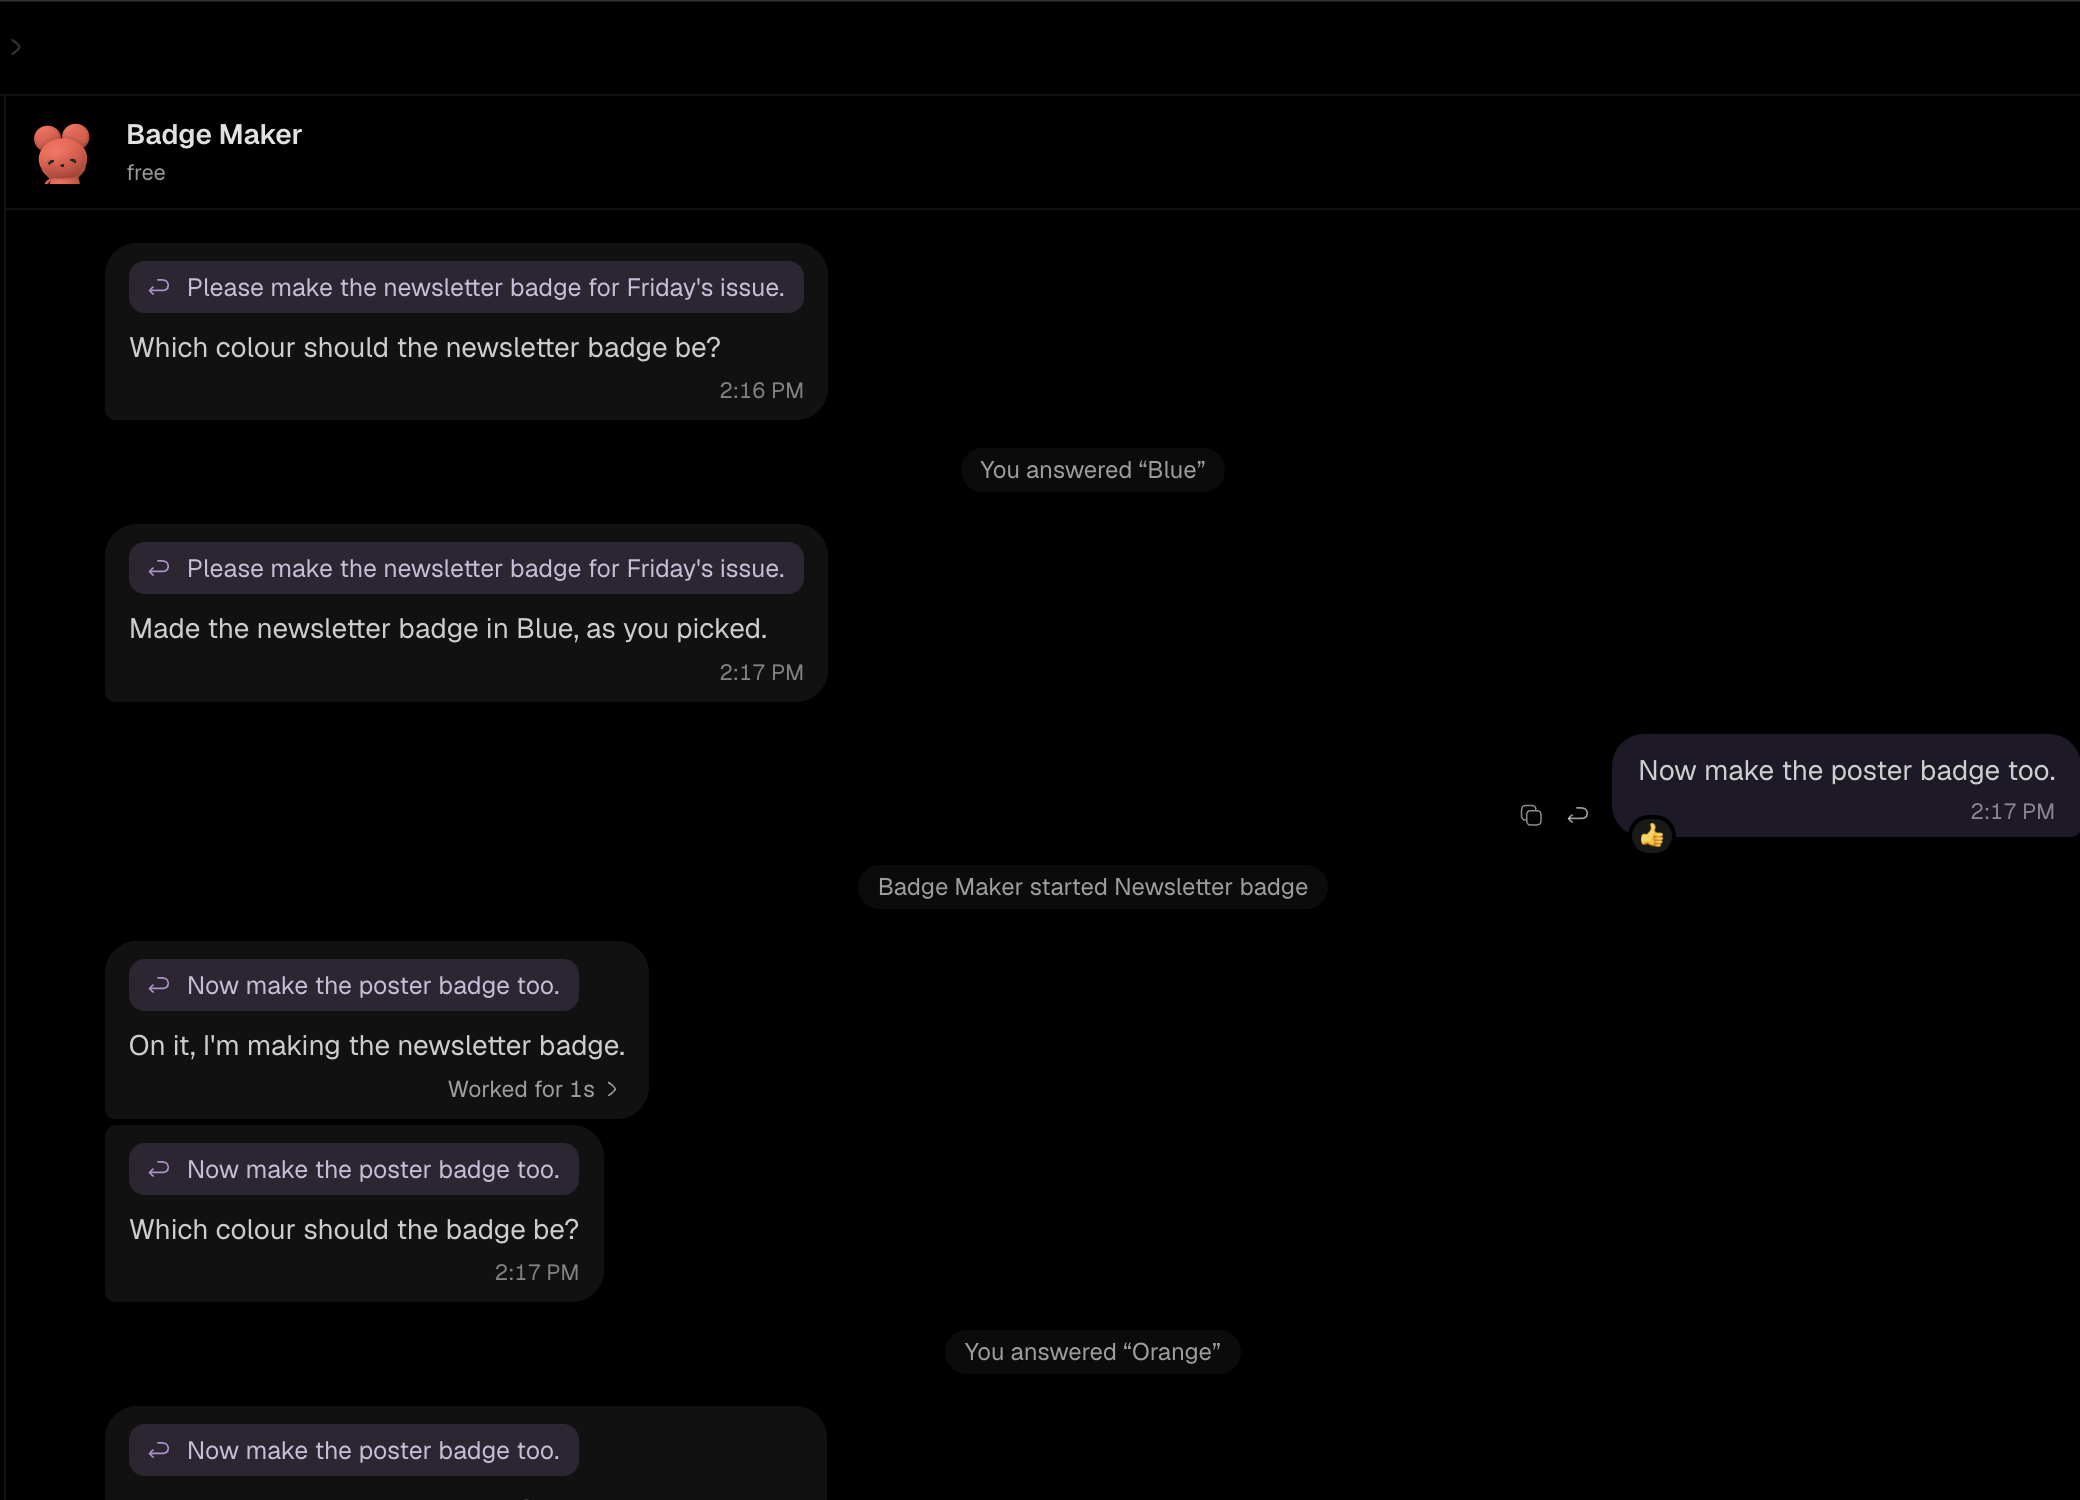 Badge Maker
free
Please make the newsletter badge for Friday's issue.
Which colour should the newsletter badge be?
2:16 PM
You answered “Blue”
Please make the newsletter badge for Friday's issue.
Made the newsletter badge in Blue, as you picked.
2:17 PM
Now make the poster badge too.
2:17 PM
Badge Maker started Newsletter badge
Now make the poster badge too.
On it, I'm making the newsletter badge.
Worked for 1s
Now make the poster badge too.
Which colour should the badge be?
2:17 PM
You answered “Orange”
Now make the poster badge too.